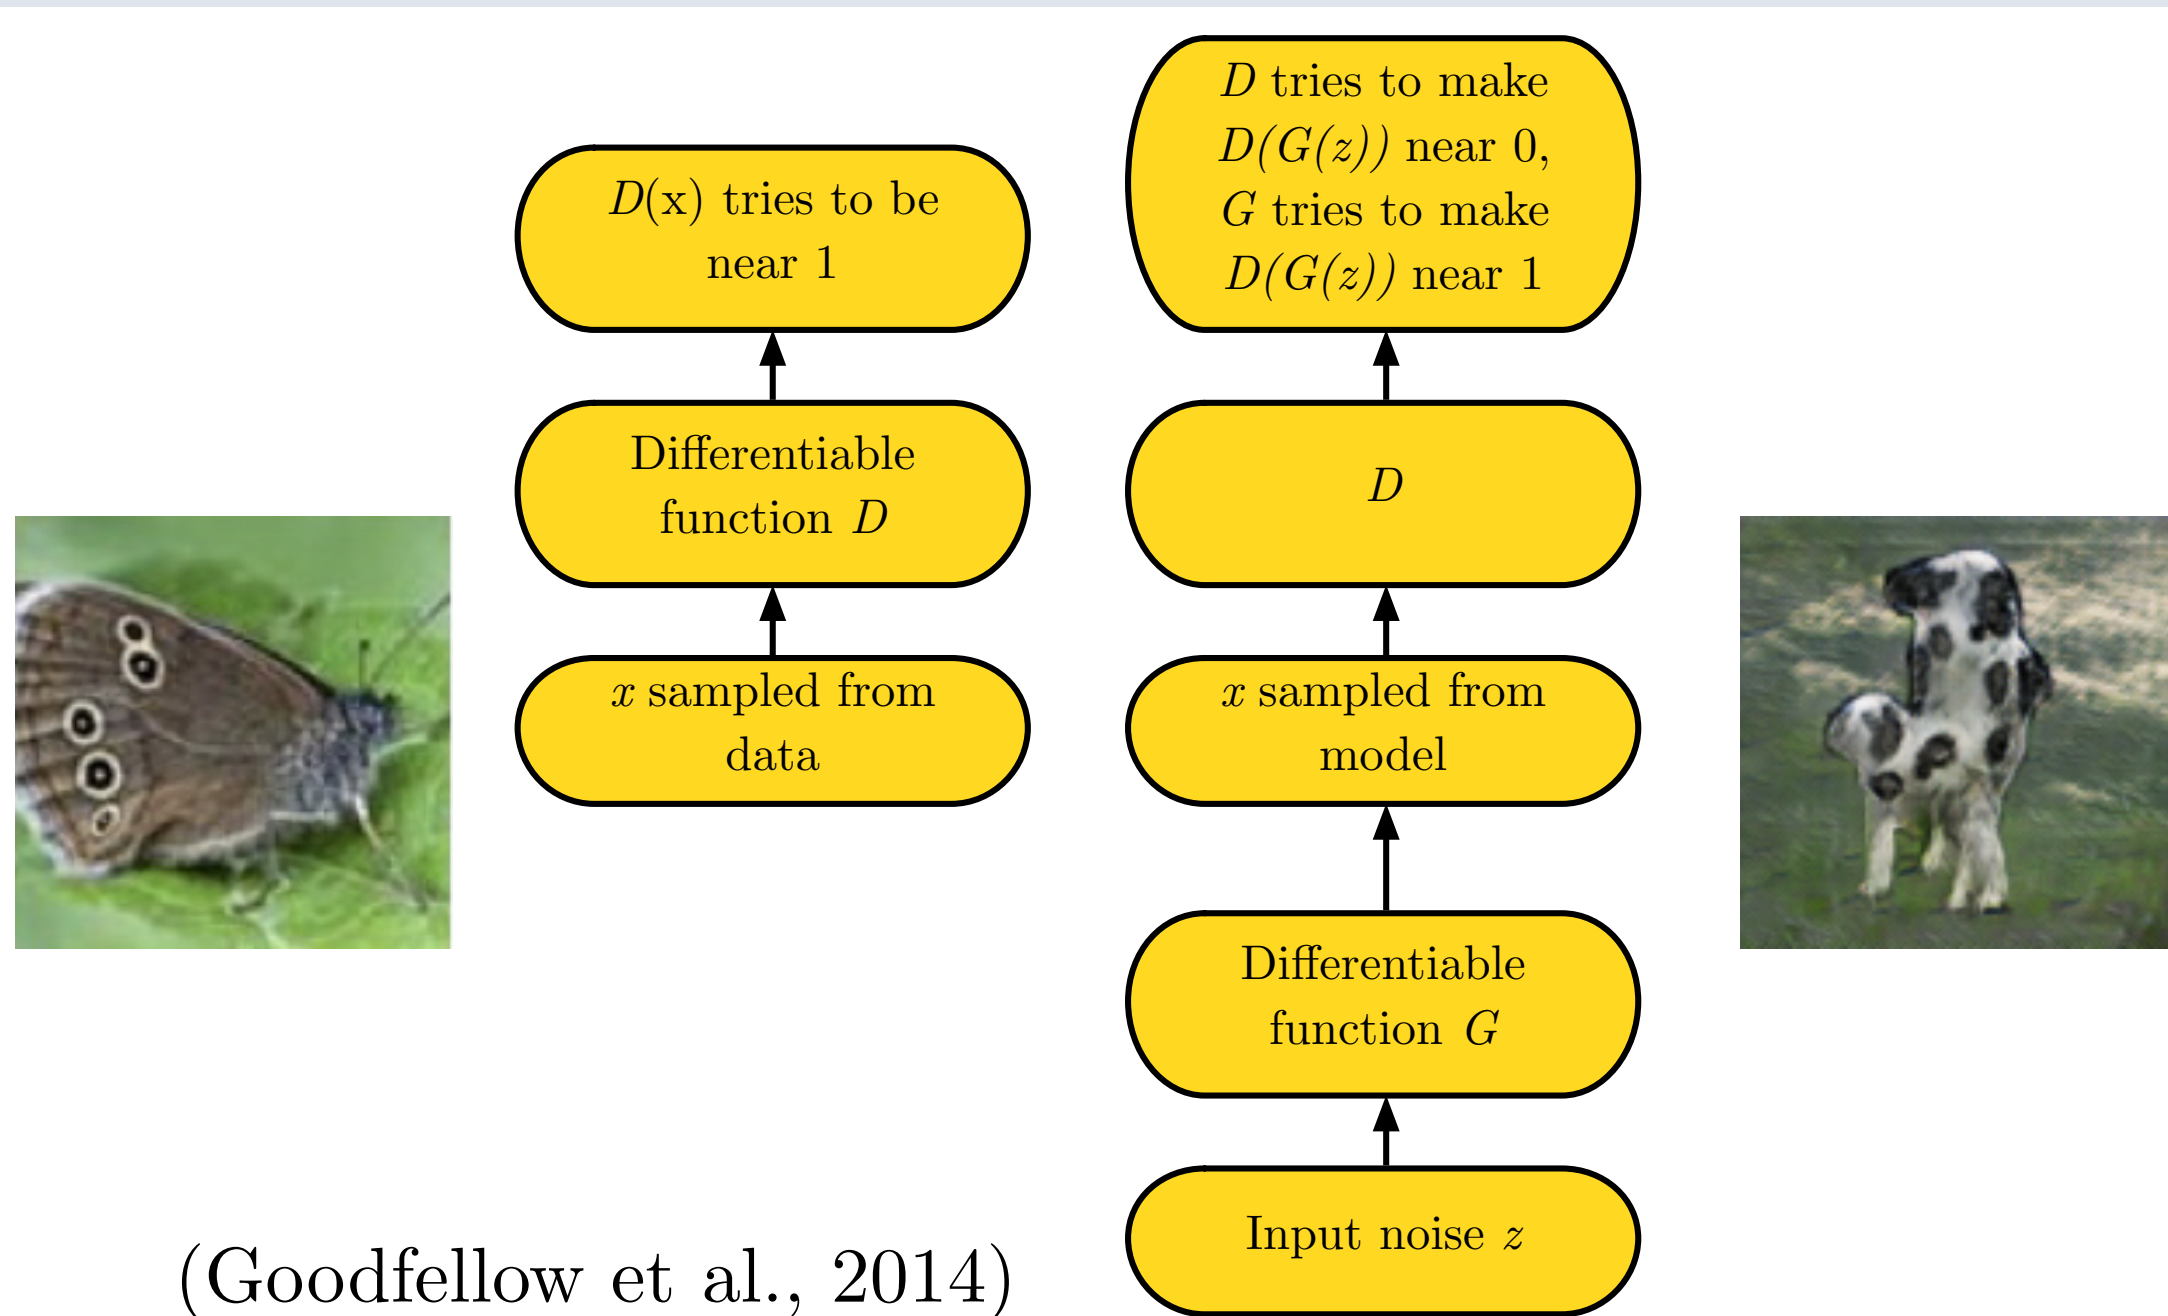 D(x) tries to be
near 1
Differentiable
function D
x sampled from
data
D tries to make
D(G(z)) near 0,
G tries to make
D(G(z)) near 1
D
x sampled from
model
Differentiable
function G
Input noise z
(Goodfellow et al., 2014)